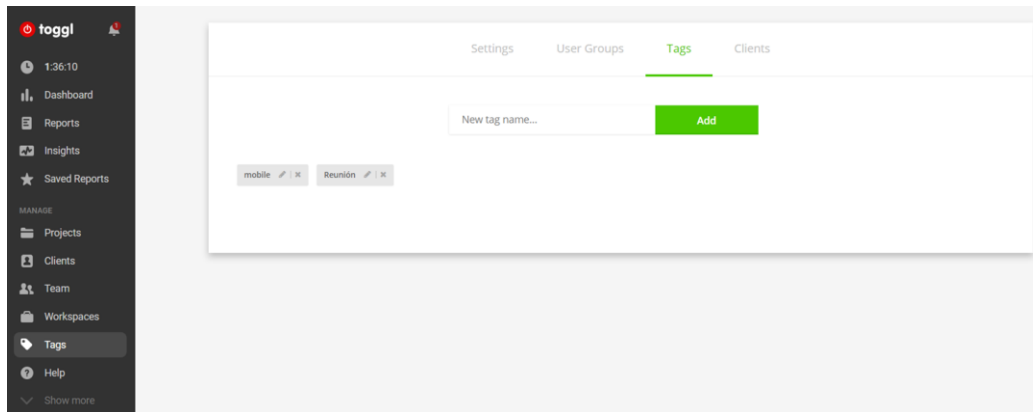 toggl
1:36:10
Dashboard
Reports
Insights
Saved Reports
MANAGE
Projects
Clients
Team
Workspaces
Tags
Help
Show more
Settings User Groups Tags Clients
New tag name... Add
mobile Reunión